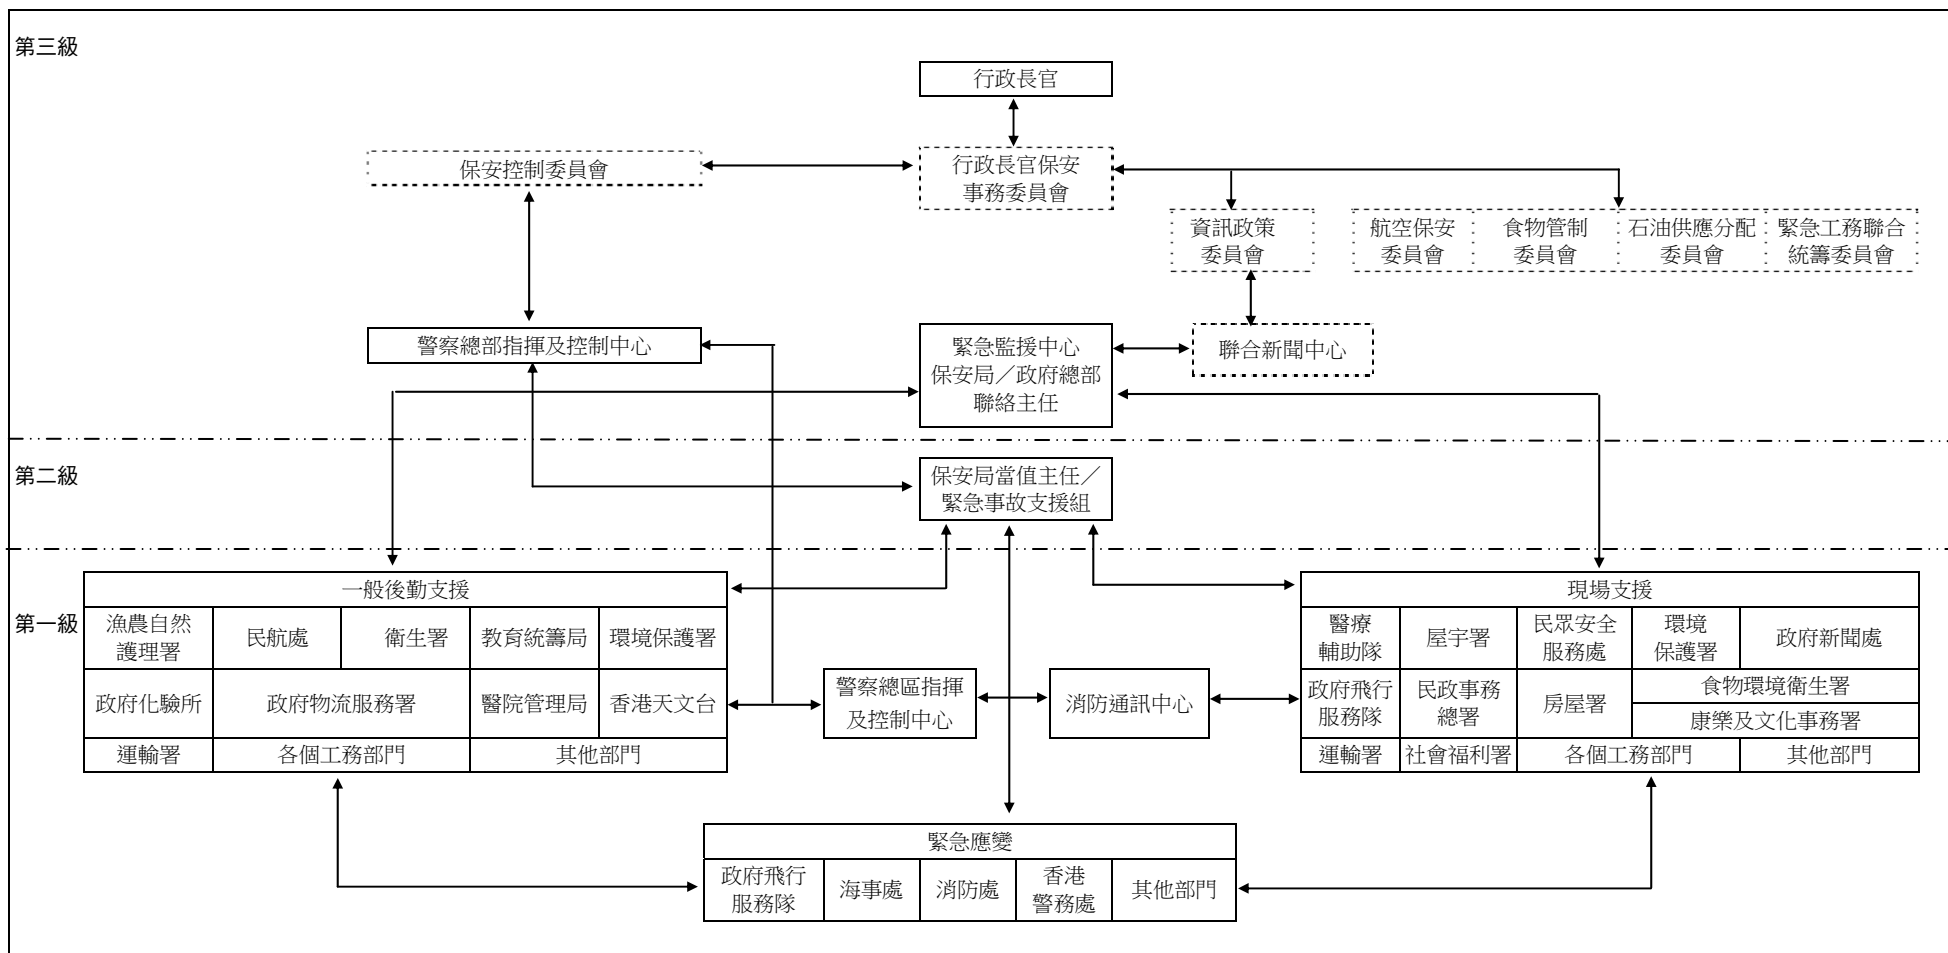 第三級
行政長官
保安控制委員會
行政長官保安
事務委員會
資訊政策
委員會
航空保安
委員會
食物管制
委員會
石油供應分配
委員會
緊急工務聯合
統籌委員會
警察總部指揮及控制中心
緊急監援中心
保安局／政府總部
聯絡主任
聯合新聞中心
第二級
保安局當值主任／
緊急事故支援組
第一級
一般後勤支援
漁農自然
護理署
民航處
衛生署
教育統籌局
環境保護署
政府化驗所
政府物流服務署
醫院管理局
香港天文台
運輸署
各個工務部門
其他部門
警察總區指揮
及控制中心
消防通訊中心
現場支援
醫療
輔助隊
屋宇署
民眾安全
服務處
環境
保護署
政府新聞處
政府飛行
服務隊
民政事務
總署
房屋署
食物環境衛生署
康樂及文化事務署
運輸署
社會福利署
各個工務部門
其他部門
緊急應變
政府飛行
服務隊
海事處
消防處
香港
警務處
其他部門